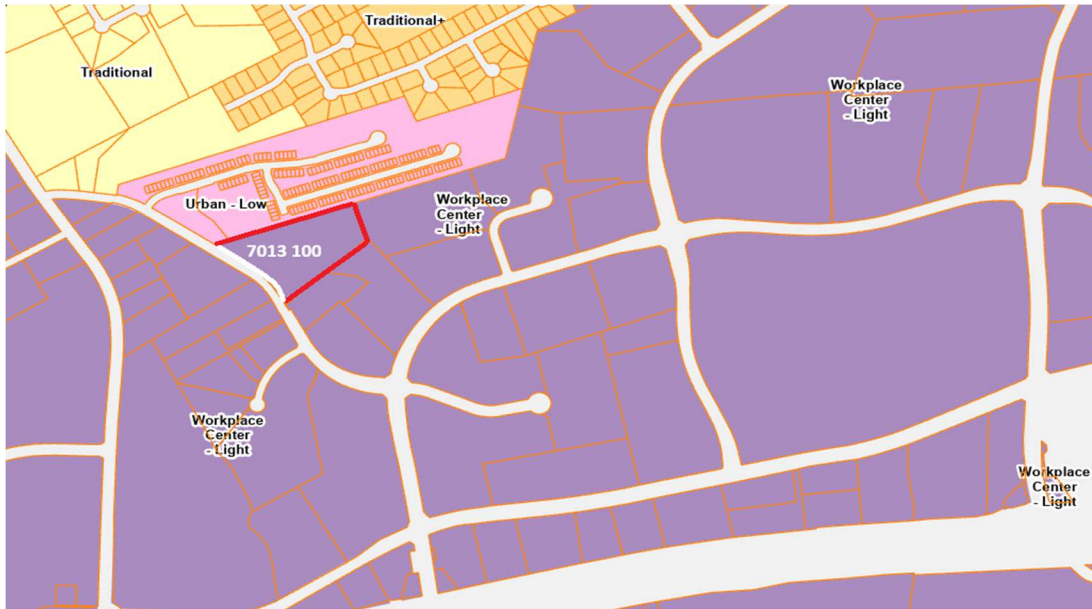 Traditional+
Traditional
Workplace
Center
- Light
Urban - Low
Workplace
Center
- Light
7013 100
Workplace
Center
- Light
Workplace
Center
- Light